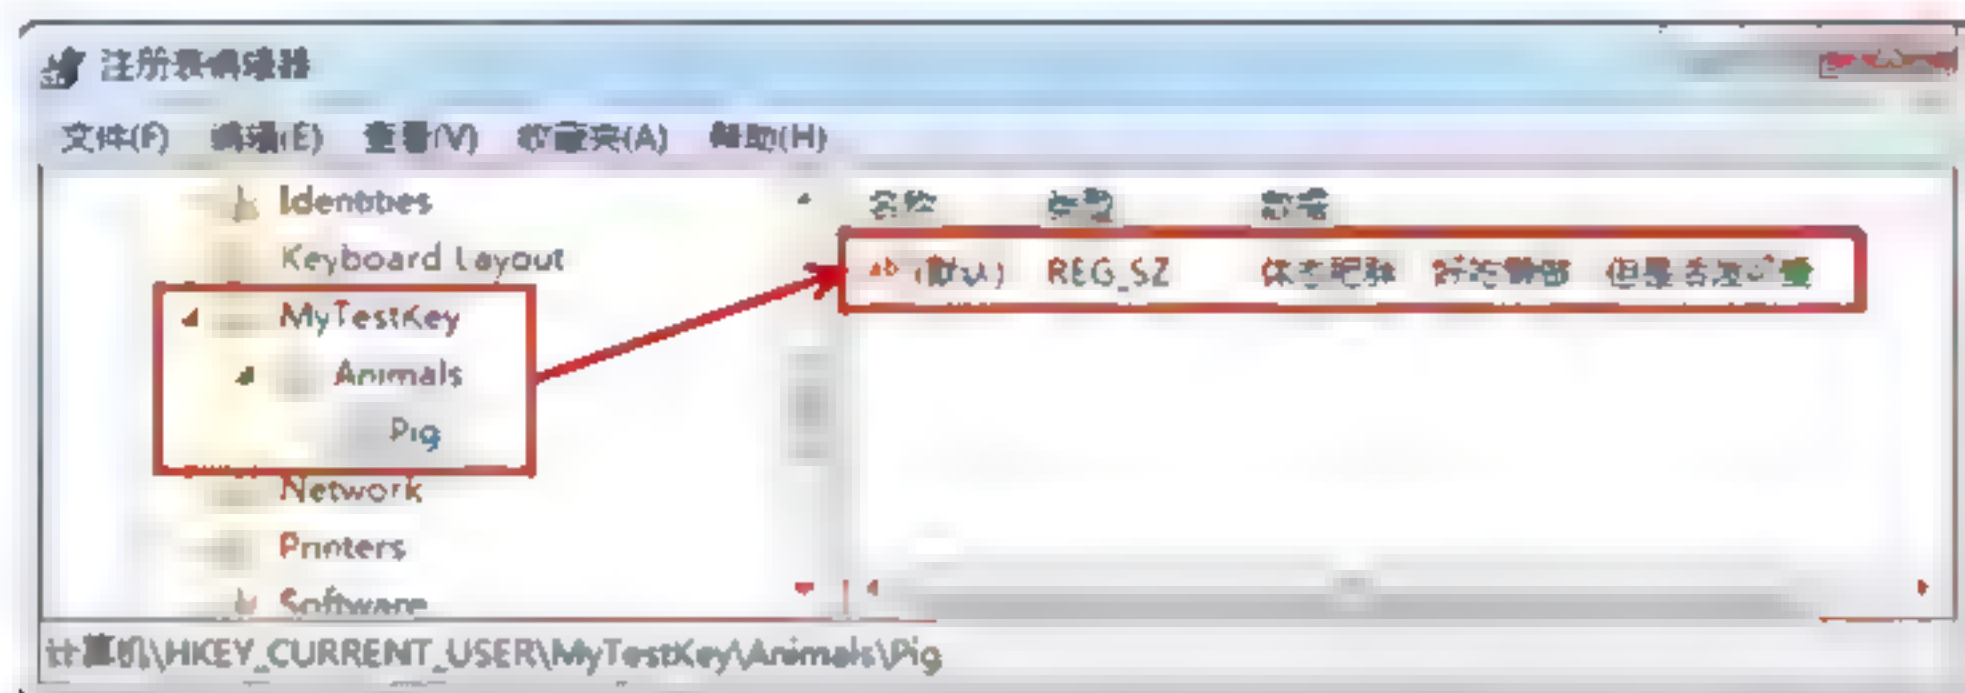 注册表编辑器
文件(F) 编辑(E) 查看(V) 收藏夹(A) 帮助(H)
名称 类型 数据
Identities
Keyboard Layout
(默认) REG_SZ
MyTestKey
Animals
Pig
Network
Printers
Software
计算机\HKEY_CURRENT_USER\MyTestKey\Animals\Pig